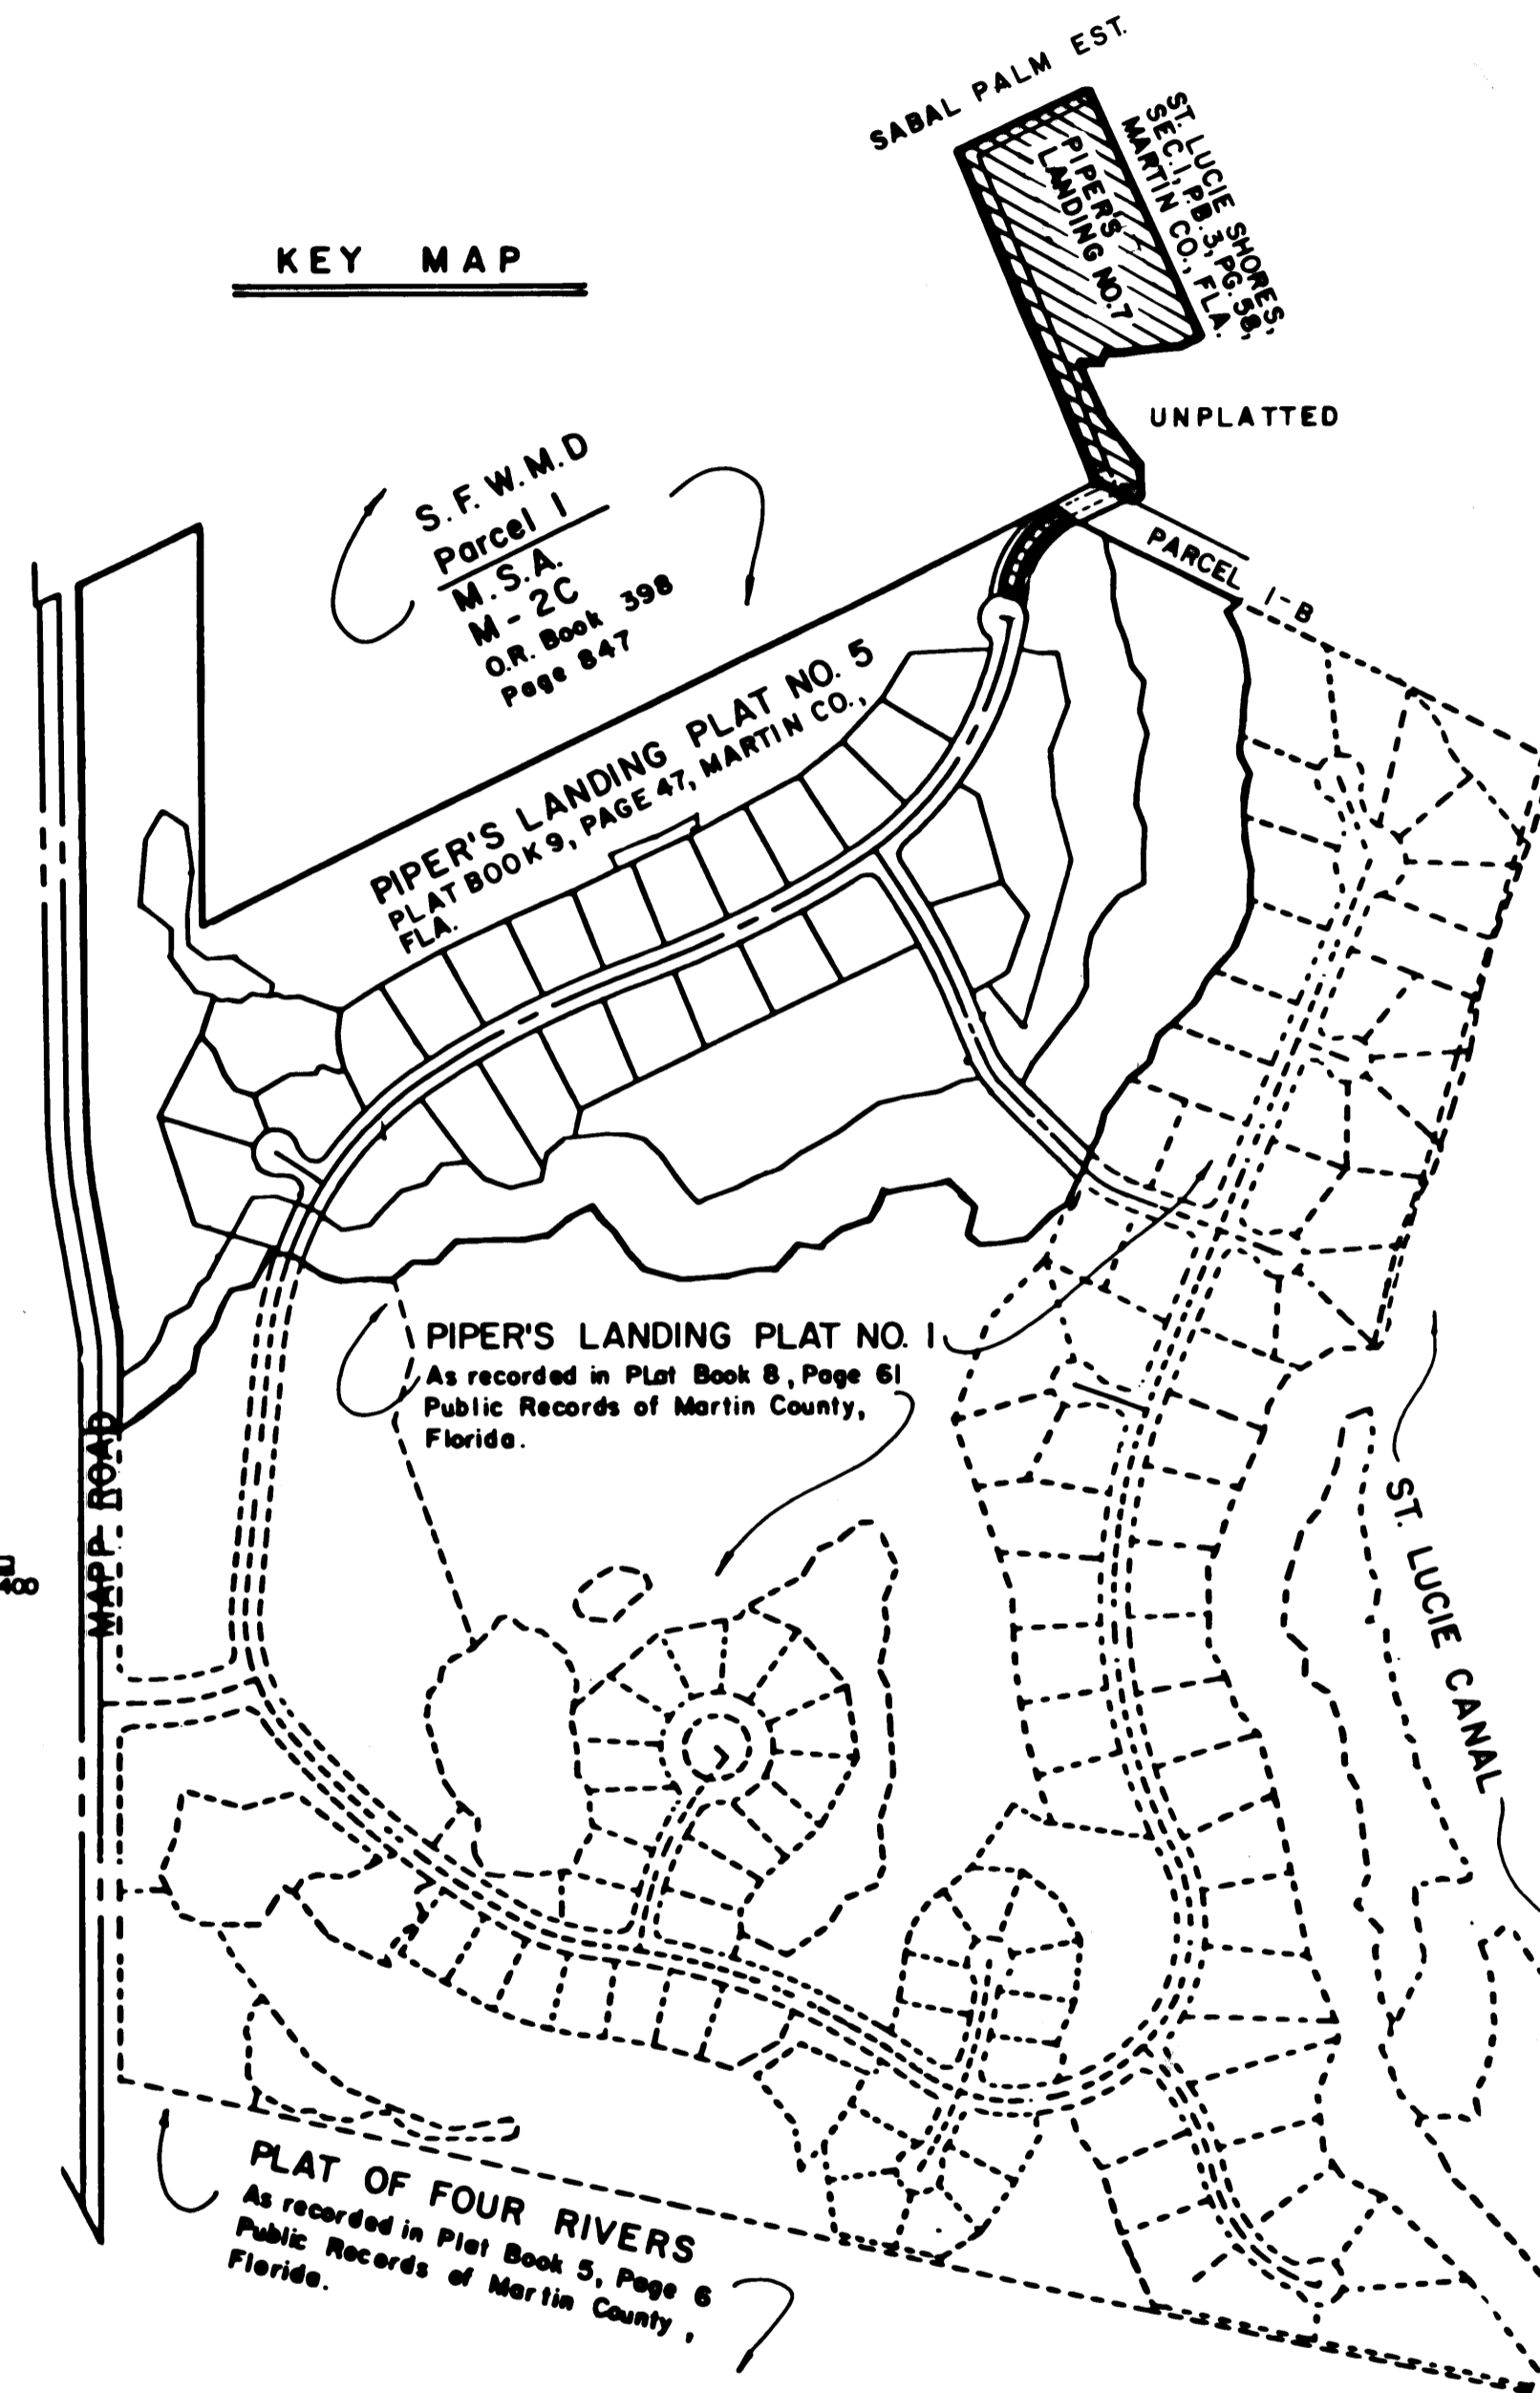 SABAL PALM EST.
ST. LUCIE SHORES,
SEC. 1, P.B. 3, PG. 58,
MARTIN CO., FLA.
PIPER'S
LANDING NO. 7
KEY MAP
UNPLATTED
S. F. W. M. D
Parcel 1
M. S. A.
M - 2C
O.R. Book 398
Page 847
PARCEL 1-B
PIPER'S LANDING PLAT NO. 5
PLAT BOOK 9, PAGE 47, MARTIN CO.,
FLA.
PIPER'S LANDING PLAT NO. 1
As recorded in PLat Book 8, Page 61
Public Records of Martin County,
Florida.
MAPP ROAD
ST. LUCIE CANAL
PLAT OF FOUR RIVERS
As recorded in Plat Book 5, Page 6
Public Records of Martin County,
Florida.